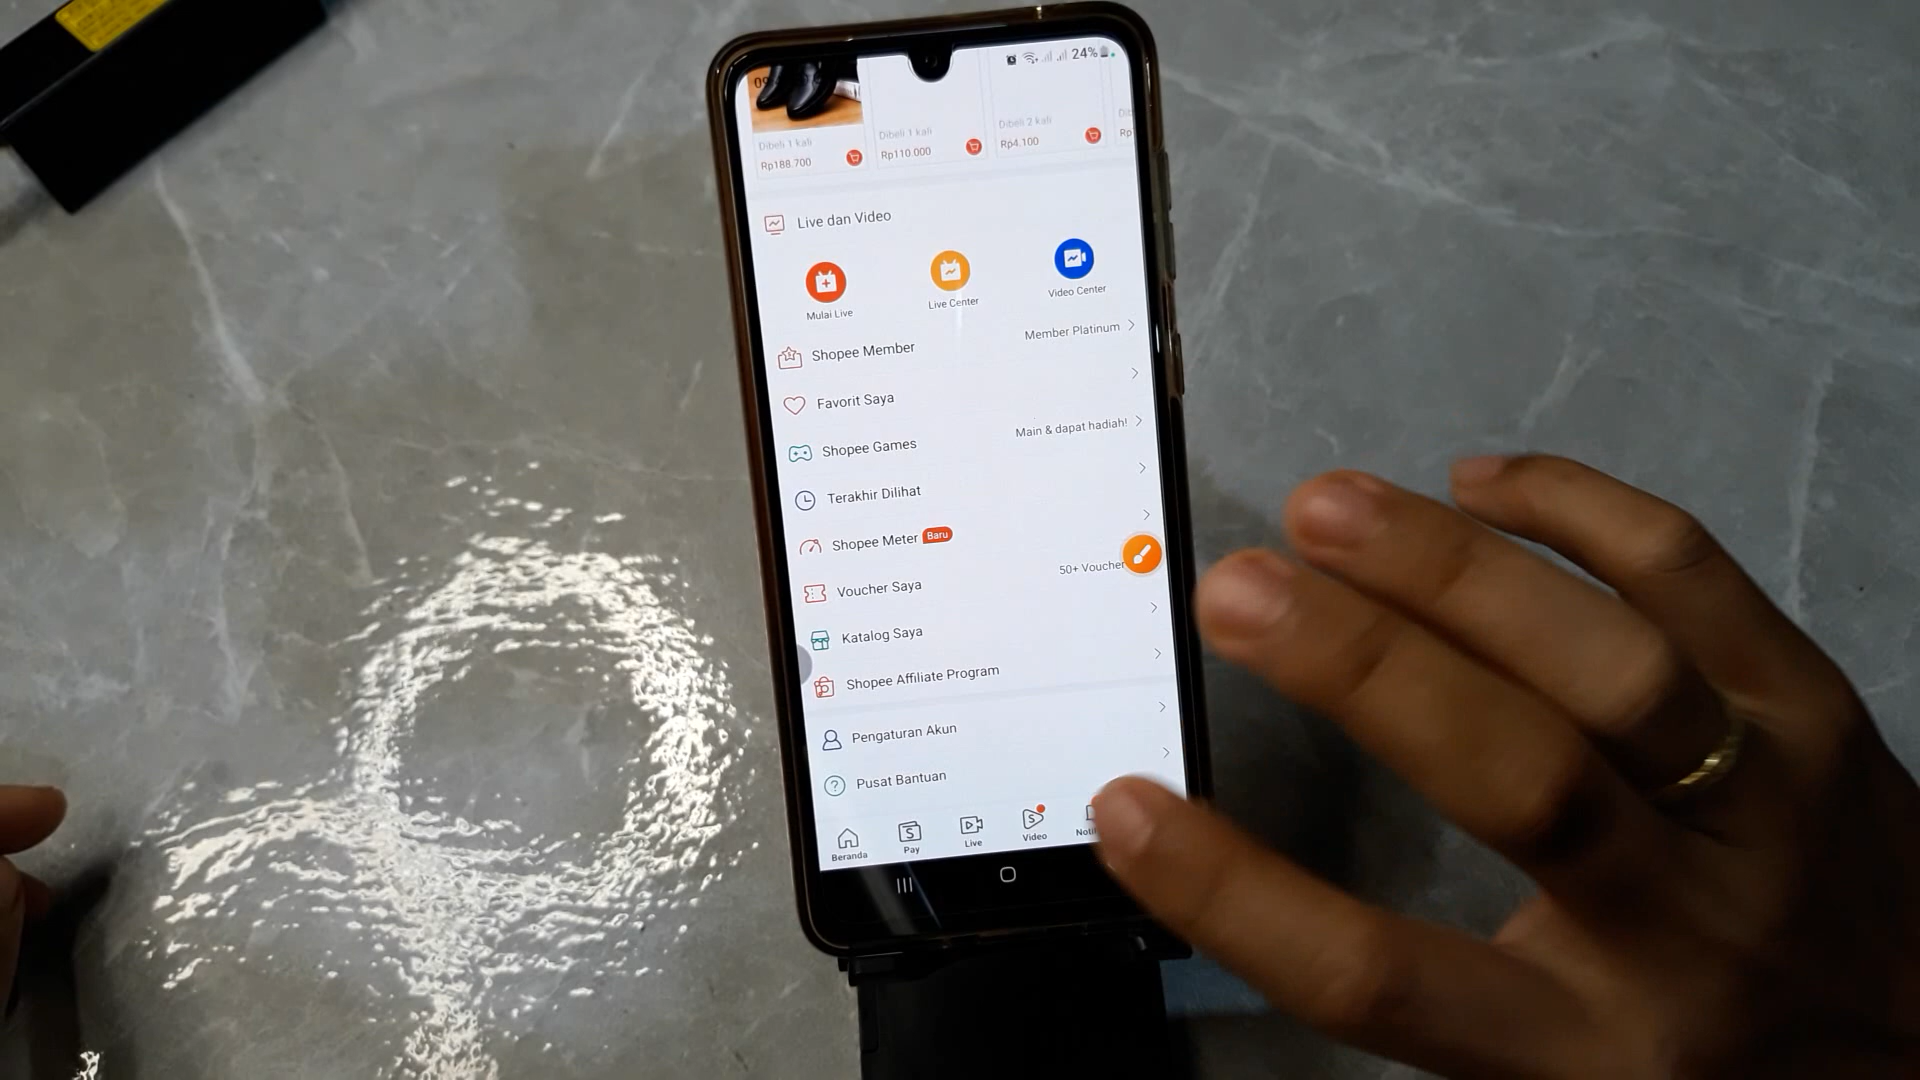 24%
Dibeli 1 kali
Rp188.700
Dibeli 1 kali
Rp110.000
Dibeli 2 kali
Rp4.100
Rp
Live dan Video
Mulai Live
Live Center
Video Center
Shopee Member
Member Platinum
Favorit Saya
Shopee Games
Main & dapat hadiah!
Terakhir Dilihat
Shopee Meter Baru
Voucher Saya
50+ Voucher
Katalog Saya
Shopee Affiliate Program
Pengaturan Akun
Pusat Bantuan
Beranda
Pay
Live
Video